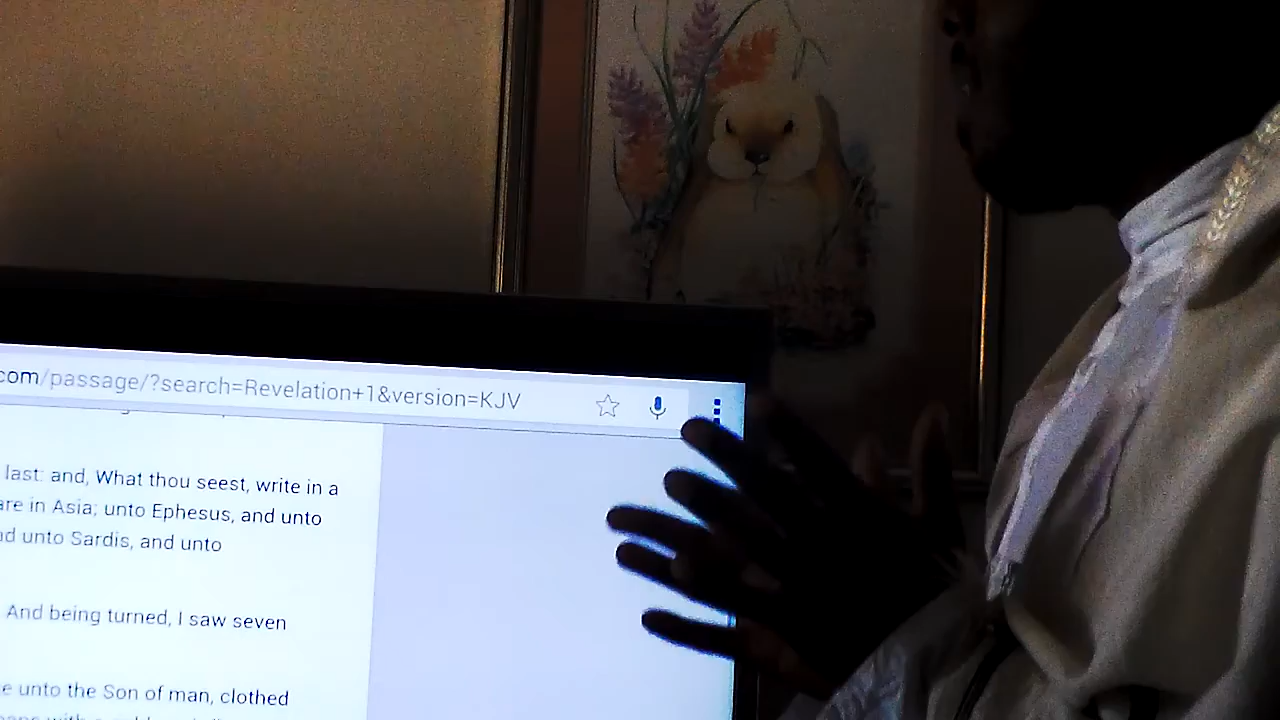 com/passage/?search=Revelation+1&version=KJV
last: and, What thou seest, write in a
are in Asia; unto Ephesus, and unto
unto Sardis, and unto
And being turned, I saw seven
unto the Son of man, clothed